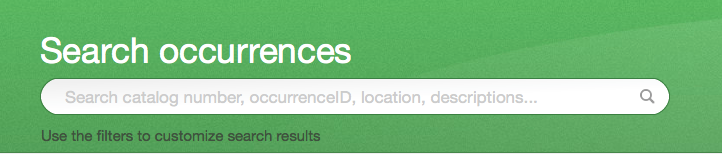 Search occurrences
Search catalog number, occurrenceID, location, descriptions...
Use the filters to customize search results